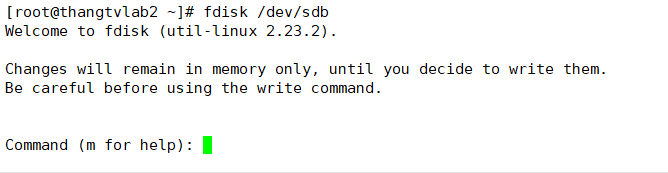 [root@thangtvlab2 ~]# fdisk /dev/sdb
Welcome to fdisk (util-linux 2.23.2).
Changes will remain in memory only, until you decide to write them.
Be careful before using the write command.
Command (m for help):